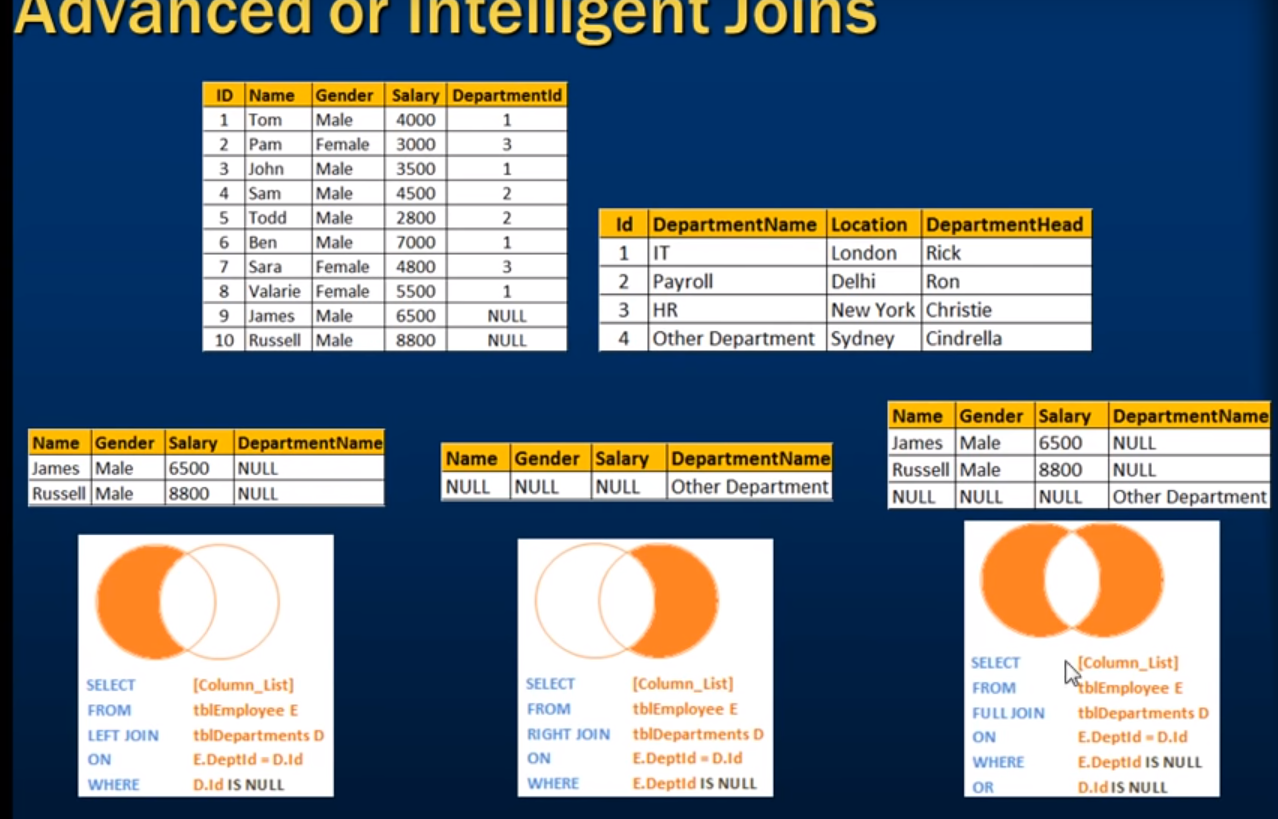 Advanced or Intelligent Joins
ID Name Gender Salary DepartmentId
1 Tom Male 4000 1
2 Pam Female 3000 3
3 John Male 3500 1
4 Sam Male 4500 2
5 Todd Male 2800 2
6 Ben Male 7000 1
7 Sara Female 4800 3
8 Valarie Female 5500 1
9 James Male 6500 NULL
10 Russell Male 8800 NULL
Id DepartmentName Location DepartmentHead
1 IT London Rick
2 Payroll Delhi Ron
3 HR New York Christie
4 Other Department Sydney Cindrella
Name Gender Salary DepartmentName
James Male 6500 NULL
Russell Male 8800 NULL
SELECT [Column_List]
FROM tblEmployee E
LEFT JOIN tblDepartments D
ON E.DeptId = D.Id
WHERE D.Id IS NULL
Name Gender Salary DepartmentName
NULL NULL NULL Other Department
SELECT [Column_List]
FROM tblEmployee E
RIGHT JOIN tblDepartments D
ON E.DeptId = D.Id
WHERE E.DeptId IS NULL
Name Gender Salary DepartmentName
James Male 6500 NULL
Russell Male 8800 NULL
NULL NULL NULL Other Department
SELECT [Column_List]
FROM tblEmployee E
FULL JOIN tblDepartments D
ON E.DeptId = D.Id
WHERE E.DeptId IS NULL
OR D.Id IS NULL